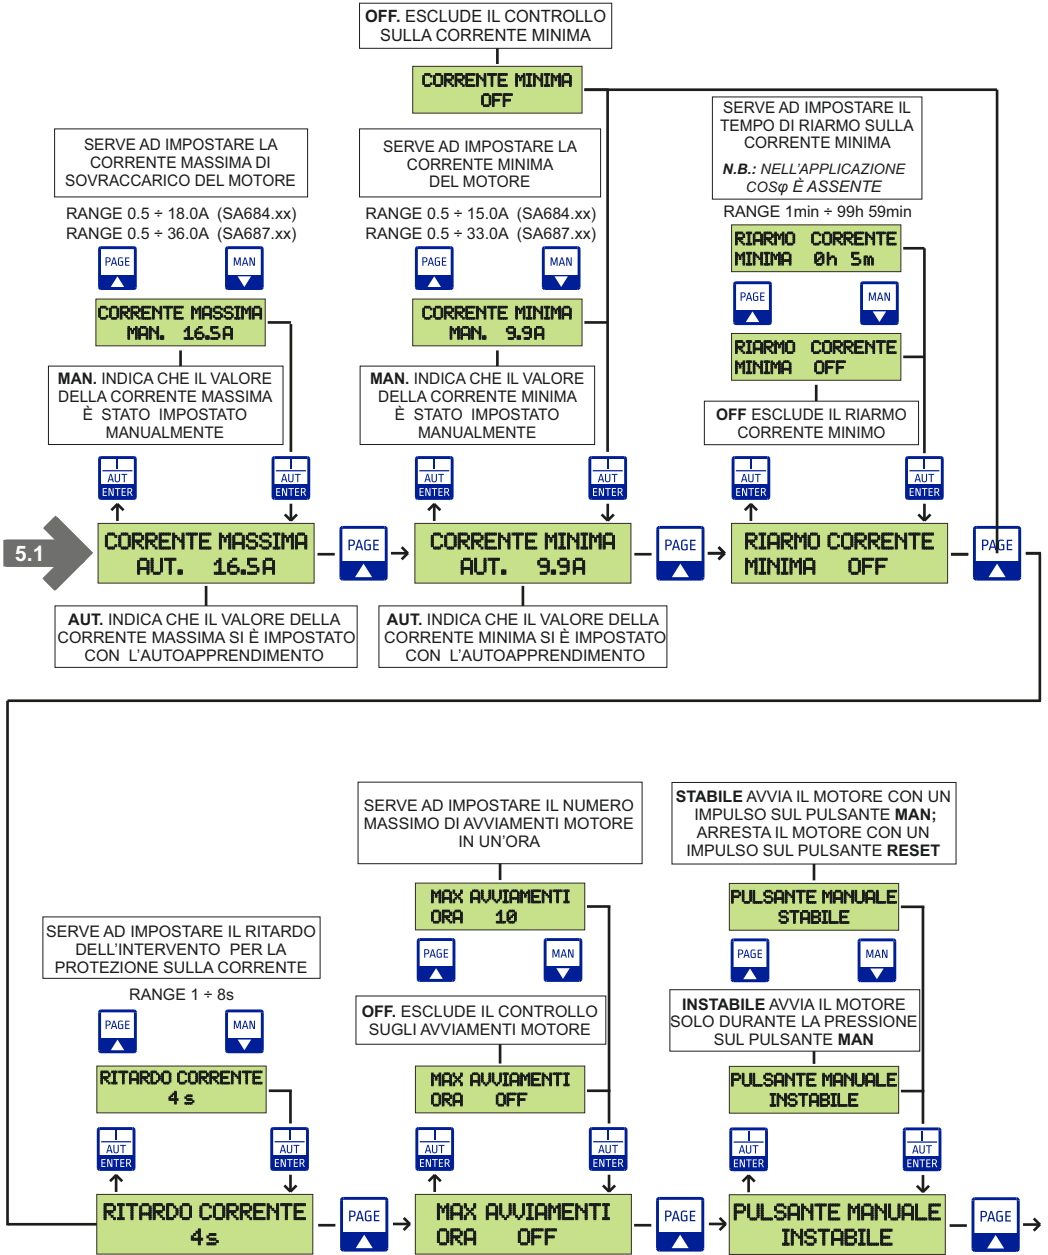 OFF. ESCLUDE IL CONTROLLO
SULLA CORRENTE MINIMA
CORRENTE MINIMA
OFF
SERVE AD IMPOSTARE LA
CORRENTE MASSIMA DI
SOVRACCARICO DEL MOTORE
RANGE 0.5 ÷ 18.0A (SA684.xx)
RANGE 0.5 ÷ 36.0A (SA687.xx)
PAGE
MAN
CORRENTE MASSIMA
MAN. 16.5A
MAN. INDICA CHE IL VALORE
DELLA CORRENTE MASSIMA
È STATO IMPOSTATO
MANUALMENTE
SERVE AD IMPOSTARE LA
CORRENTE MINIMA
DEL MOTORE
RANGE 0.5 ÷ 15.0A (SA684.xx)
RANGE 0.5 ÷ 33.0A (SA687.xx)
PAGE
MAN
CORRENTE MINIMA
MAN. 9.9A
MAN. INDICA CHE IL VALORE
DELLA CORRENTE MINIMA
È STATO IMPOSTATO
MANUALMENTE
SERVE AD IMPOSTARE IL
TEMPO DI RIARMO SULLA
CORRENTE MINIMA
N.B.: NELL'APPLICAZIONE
COSφ È ASSENTE
RANGE 1min ÷ 99h 59min
RIARMO CORRENTE
MINIMA 0h 5m
PAGE
MAN
RIARMO CORRENTE
MINIMA OFF
OFF ESCLUDE IL RIARMO
CORRENTE MINIMO
I
AUT
ENTER
I
AUT
ENTER
I
AUT
ENTER
I
AUT
ENTER
I
AUT
ENTER
I
AUT
ENTER
5.1
CORRENTE MASSIMA
AUT. 16.5A
PAGE
CORRENTE MINIMA
AUT. 9.9A
PAGE
RIARMO CORRENTE
MINIMA OFF
PAGE
AUT. INDICA CHE IL VALORE DELLA
CORRENTE MASSIMA SI È IMPOSTATO
CON L'AUTOAPPRENDIMENTO
AUT. INDICA CHE IL VALORE DELLA
CORRENTE MINIMA SI È IMPOSTATO
CON L'AUTOAPPRENDIMENTO
SERVE AD IMPOSTARE IL RITARDO
DELL'INTERVENTO PER LA
PROTEZIONE SULLA CORRENTE
RANGE 1 ÷ 8s
PAGE
MAN
RITARDO CORRENTE
4 s
SERVE AD IMPOSTARE IL NUMERO
MASSIMO DI AVVIAMENTI MOTORE
IN UN'ORA
MAX AVVIAMENTI
ORA 10
PAGE
MAN
OFF. ESCLUDE IL CONTROLLO
SUGLI AVVIAMENTI MOTORE
MAX AVVIAMENTI
ORA OFF
STABILE AVVIA IL MOTORE CON UN
IMPULSO SUL PULSANTE MAN;
ARRESTA IL MOTORE CON UN
IMPULSO SUL PULSANTE RESET
PULSANTE MANUALE
STABILE
PAGE
MAN
INSTABILE AVVIA IL MOTORE
SOLO DURANTE LA PRESSIONE
SUL PULSANTE MAN
PULSANTE MANUALE
INSTABILE
I
AUT
ENTER
I
AUT
ENTER
I
AUT
ENTER
I
AUT
ENTER
I
AUT
ENTER
I
AUT
ENTER
RITARDO CORRENTE
4s
PAGE
MAX AVVIAMENTI
ORA OFF
PAGE
PULSANTE MANUALE
INSTABILE
PAGE